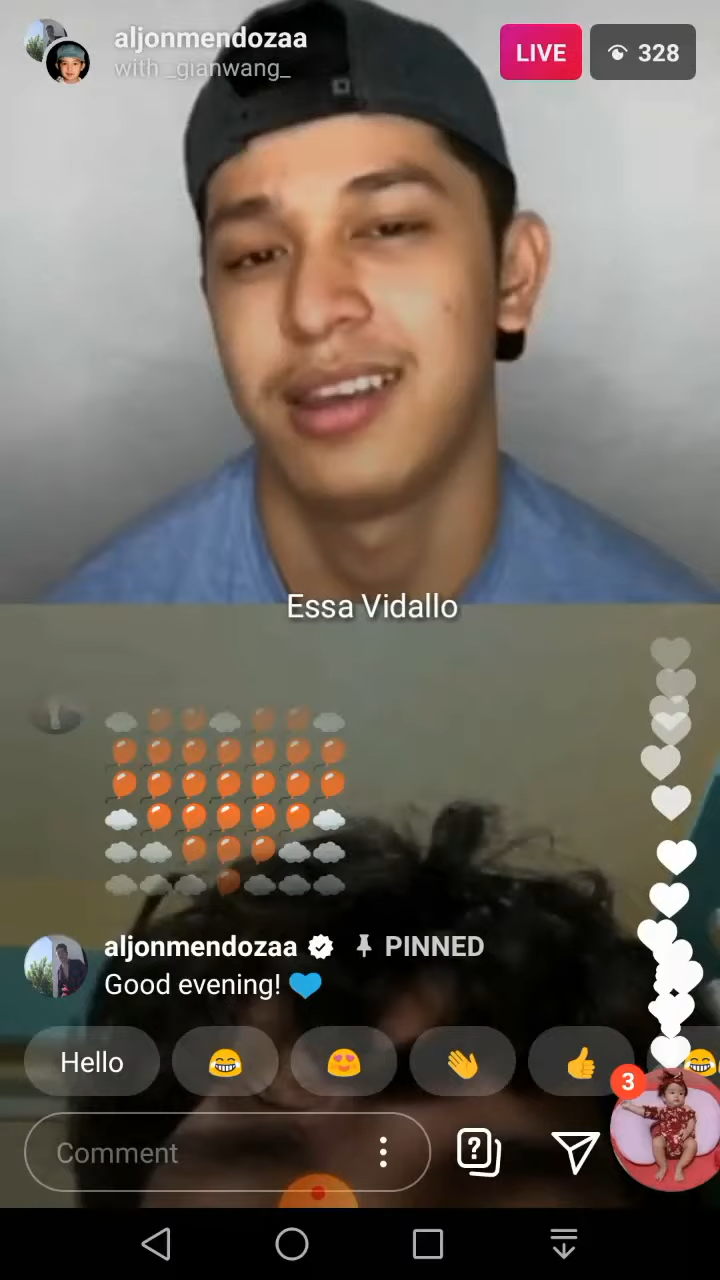 aljonmendozaa
with _gianwang_
LIVE
328
Essa Vidallo
aljonmendozaa PINNED
Good evening! 💙
Hello
3
Comment